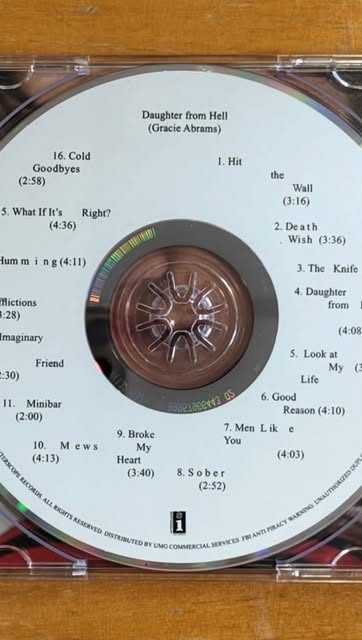 Daughter from Hell
(Gracie Abrams)
1. Hit
the
Wall
(3:16)
2. Death
Wish (3:36)
3. The Knife
4. Daughter
from
(4:08
5. Look at
My
Life
6. Good
Reason (4:10)
7. Men Like
You
(4:03)
8. Sober
(2:52)
9. Broke
My
Heart
(3:40)
10. Mews
(4:13)
11. Minibar
(2:00)
Imaginary
Friend
2:30)
fflictions
3:28)
Humming (4:11)
5. What If It's Right?
(4:36)
16. Cold
Goodbyes
(2:58)
TERSCOPE RECORDS. ALL RIGHTS RESERVED. DISTRIBUTED BY UMG COMMERCIAL SERVICES. FBI ANTI PIRACY WARNING: UNAUTHORIZED DUPL
i